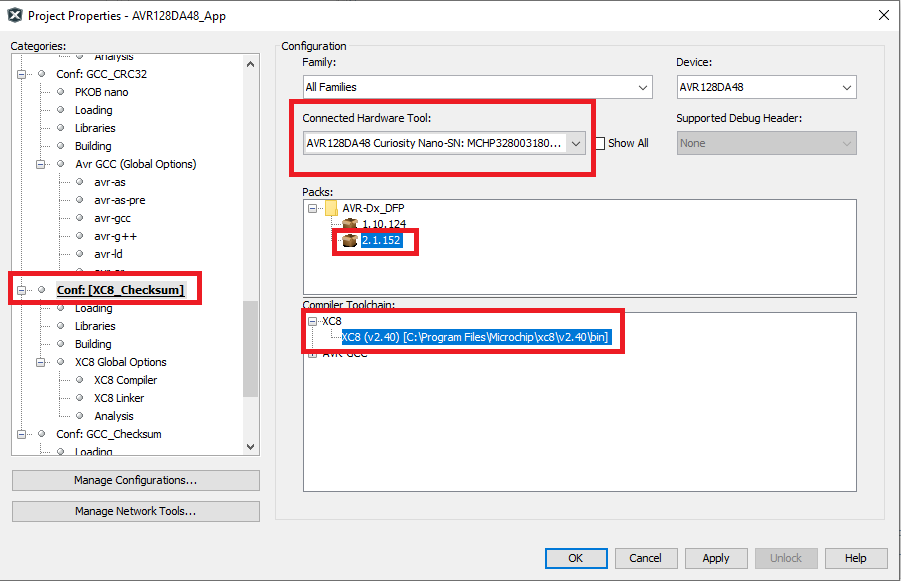 Project Properties - AVR128DA48_App
Categories:
Analysis
Conf: GCC_CRC32
PKOB nano
Loading
Libraries
Building
Avr GCC (Global Options)
avr-as
avr-as-pre
avr-gcc
avr-g++
avr-ld
avr-ar
Conf: [XC8_Checksum]
Loading
Libraries
Building
XC8 Global Options
XC8 Compiler
XC8 Linker
Analysis
Conf: GCC_Checksum
Loading
Manage Configurations...
Manage Network Tools...
Configuration
Family:
All Families
Device:
AVR128DA48
Connected Hardware Tool:
AVR128DA48 Curiosity Nano-SN: MCHP328003180...
Show All
Supported Debug Header:
None
Packs:
AVR-Dx_DFP
1.10.124
2.1.152
Compiler Toolchain:
XC8
XC8 (v2.40) [C:\Program Files\Microchip\xc8\v2.40\bin]
AVR-GCC
OK
Cancel
Apply
Unlock
Help